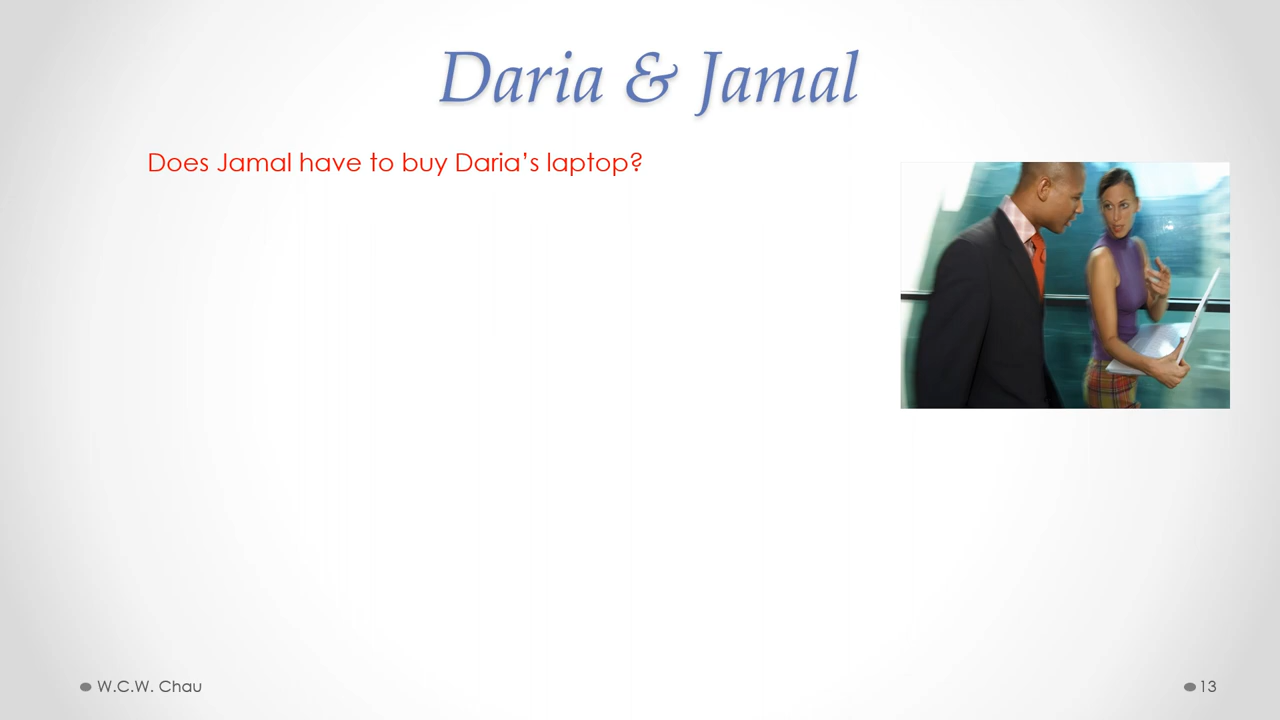 Daria & Jamal
Does Jamal have to buy Daria’s laptop?
W.C.W. Chau
13